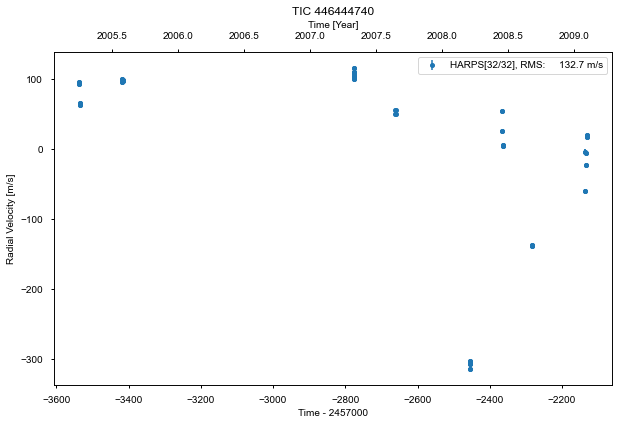 TIC 446444740
Time [Year]
2005.5 2006.0 2006.5 2007.0 2007.5 2008.0 2008.5 2009.0
HARPS[32/32], RMS: 132.7 m/s
100
0
−100
−200
−300
Radial Velocity [m/s]
−3600 −3400 −3200 −3000 −2800 −2600 −2400 −2200
Time - 2457000